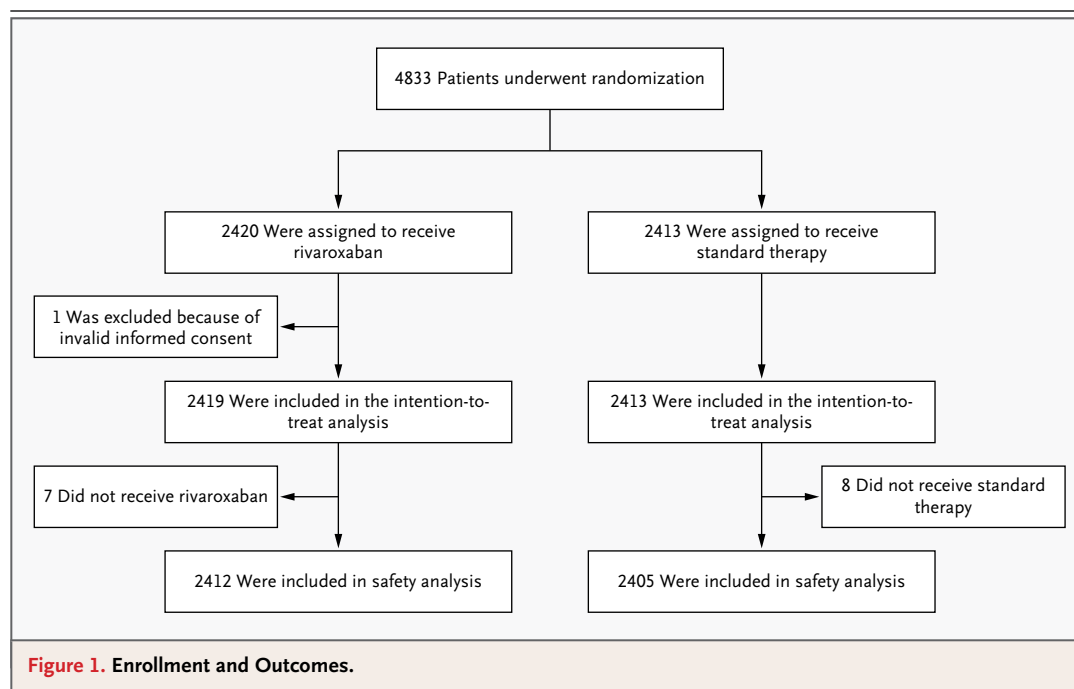 4833 Patients underwent randomization
2420 Were assigned to receive
rivaroxaban
2413 Were assigned to receive
standard therapy
1 Was excluded because of
invalid informed consent
2419 Were included in the intention-to-
treat analysis
2413 Were included in the intention-to-
treat analysis
7 Did not receive rivaroxaban
8 Did not receive standard
therapy
2412 Were included in safety analysis
2405 Were included in safety analysis
Figure 1. Enrollment and Outcomes.